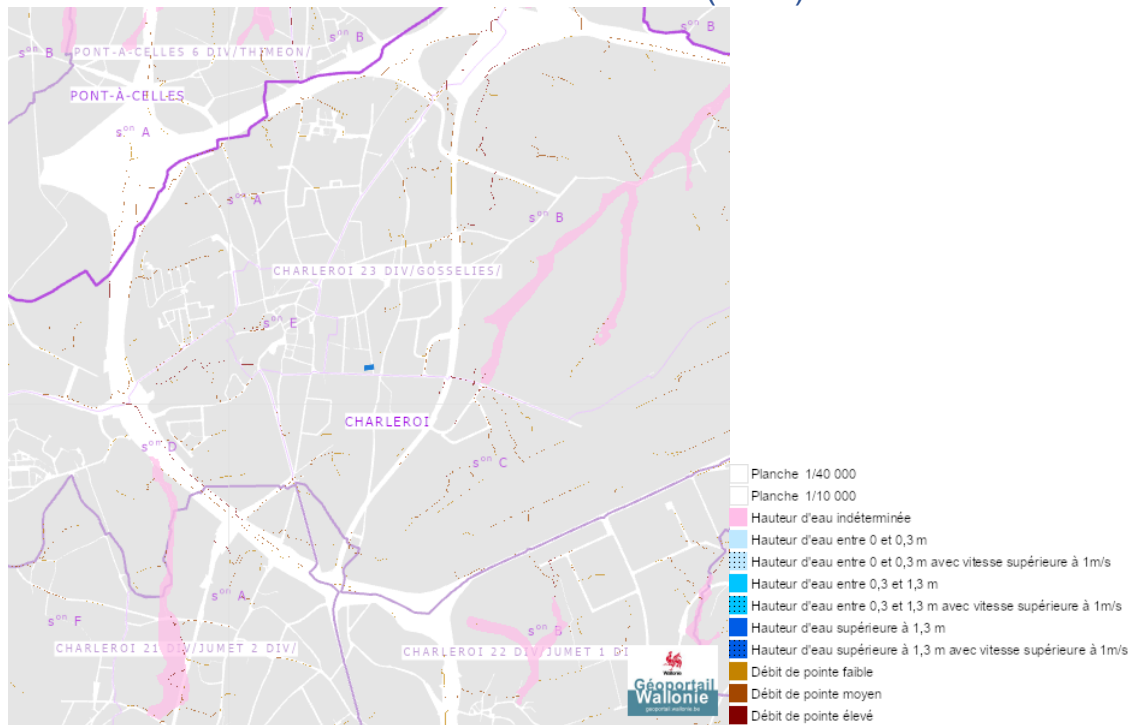 s on B
PONT-A-CELLES 6 DIV/THIMEON/
s on B
s on B
PONT-À-CELLES
s on A
s on A
s on B
CHARLEROI 23 DIV/GOSSELIES/
s on E
CHARLEROI
s on D
s on C
s on A
s on F
s on B
CHARLEROI 21 DIV/JUMET 2 DIV/
CHARLEROI 22 DIV/JUMET 1 DI
Wallonie
Géoportail
Wallonie
geoportail.wallonie.be
Planche 1/40 000
Planche 1/10 000
Hauteur d'eau indéterminée
Hauteur d'eau entre 0 et 0,3 m
Hauteur d'eau entre 0 et 0,3 m avec vitesse supérieure à 1m/s
Hauteur d'eau entre 0,3 et 1,3 m
Hauteur d'eau entre 0,3 et 1,3 m avec vitesse supérieure à 1m/s
Hauteur d'eau supérieure à 1,3 m
Hauteur d'eau supérieure à 1,3 m avec vitesse supérieure à 1m/s
Débit de pointe faible
Débit de pointe moyen
Débit de pointe élevé